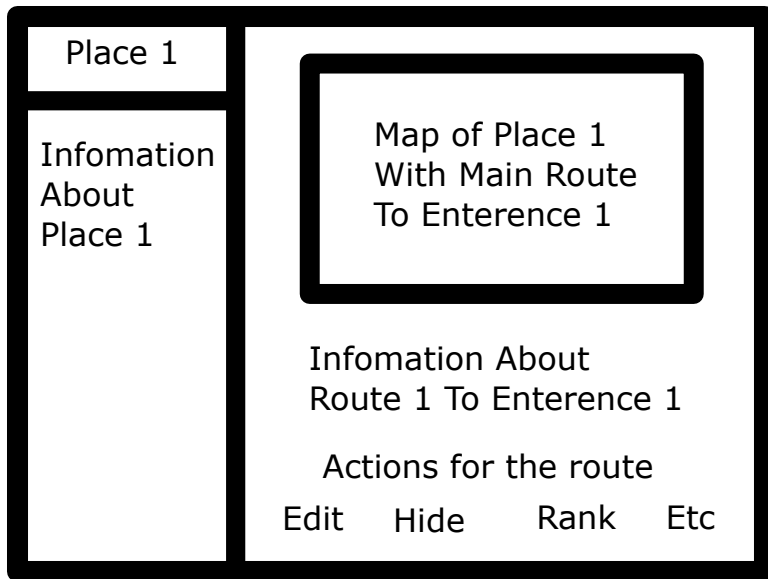 Place 1
Infomation
About
Place 1
Map of Place 1
With Main Route
To Enterence 1
Infomation About
Route 1 To Enterence 1
Actions for the route
Edit Hide Rank Etc